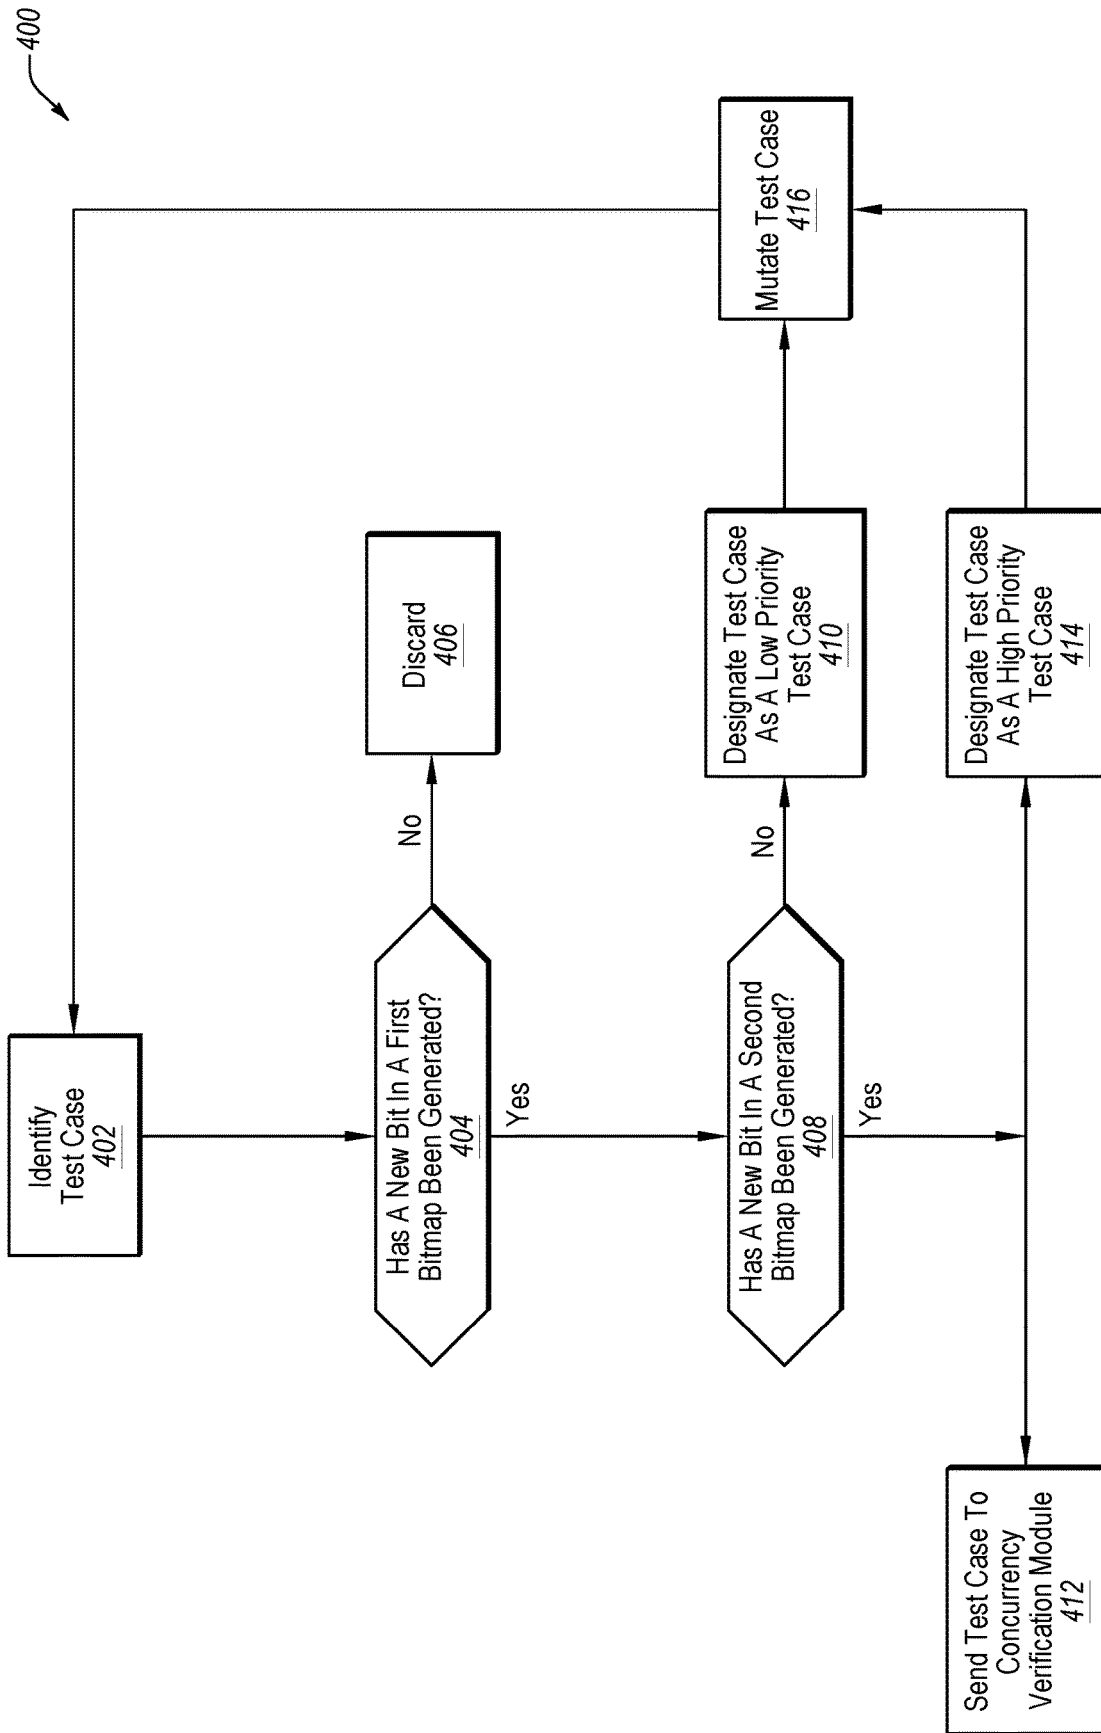 400
Identify
Test Case
402
Has A New Bit In A First
Bitmap Been Generated?
404
No
Discard
406
Yes
Has A New Bit In A Second
Bitmap Been Generated?
408
No
Designate Test Case
As A Low Priority
Test Case
410
Mutate Test Case
416
Yes
Send Test Case To
Concurrency
Verification Module
412
Designate Test Case
As A High Priority
Test Case
414